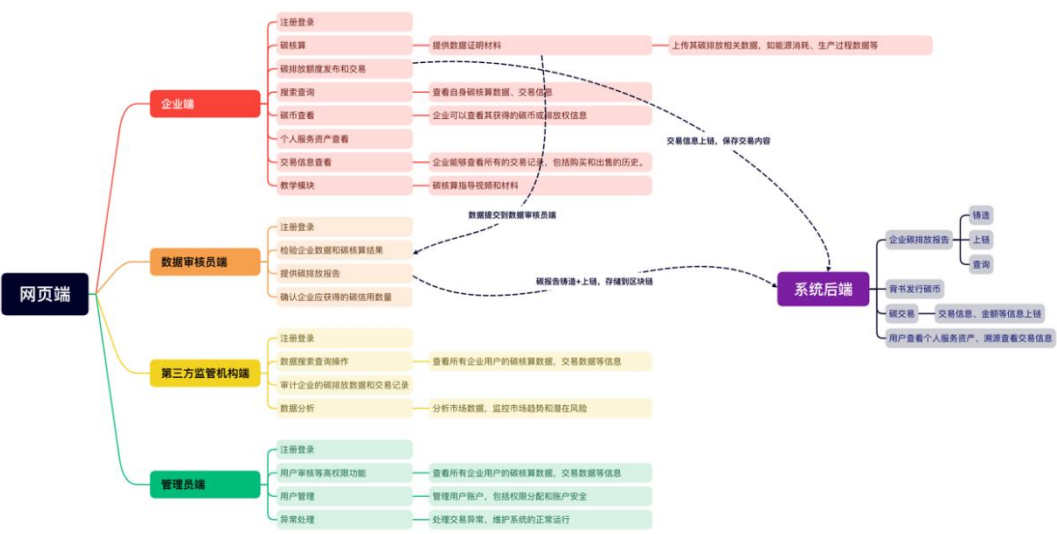 网页端
企业端
注册登录
碳核算
提供数据证明材料
上传其碳排放相关数据，如能源消耗、生产过程数据等
碳排放额度发布和交易
搜索查询
查看自身碳核算数据、交易信息
碳币查看
企业可以查看其获得的碳币或排放权信息
个人服务资产查看
交易信息查看
企业能够查看所有的交易记录，包括购买和出售的历史。
教学模块
碳核算指导视频和材料
数据审核员端
注册登录
检验企业数据和碳核算结果
提供碳排放报告
确认企业应获得的碳信用数量
第三方监管机构端
注册登录
数据搜索查询操作
查看所有企业用户的碳核算数据、交易数据等信息
审计企业的碳排放数据和交易记录
数据分析
分析市场数据，监控市场趋势和潜在风险
管理员端
注册登录
用户审核等高权限功能
查看所有企业用户的碳核算数据、交易数据等信息
用户管理
管理用户账户，包括权限分配和账户安全
异常处理
处理交易异常，维护系统的正常运行
数据提交到数据审核员端
交易信息上链，保存交易内容
碳报告铸造+上链，存储到区块链
系统后端
企业碳排放报告
铸造
上链
查询
背书发行碳币
碳交易
交易信息、金额等信息上链
用户查看个人服务资产、溯源查看交易信息